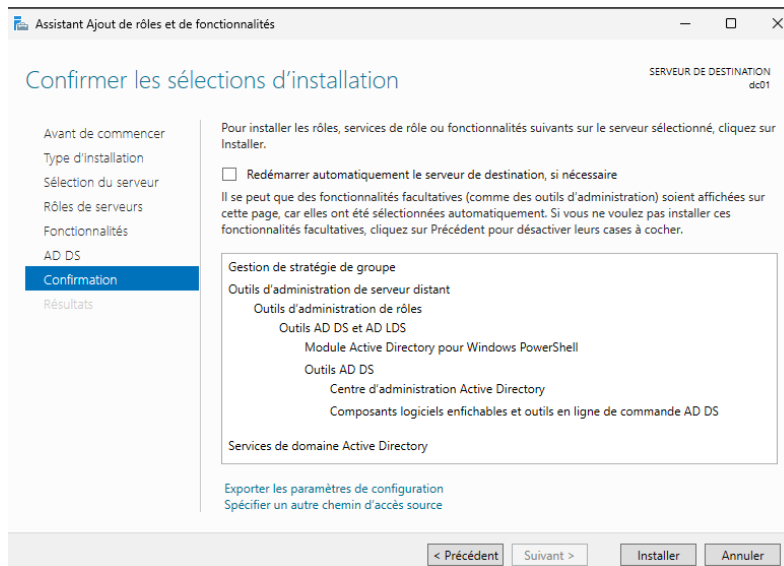 Assistant Ajout de rôles et de fonctionnalités
Confirmer les sélections d'installation
SERVEUR DE DESTINATION
dc01
Avant de commencer
Type d'installation
Sélection du serveur
Rôles de serveurs
Fonctionnalités
AD DS
Confirmation
Résultats
Pour installer les rôles, services de rôle ou fonctionnalités suivants sur le serveur sélectionné, cliquez sur
Installer.
Redémarrer automatiquement le serveur de destination, si nécessaire
Il se peut que des fonctionnalités facultatives (comme des outils d'administration) soient affichées sur
cette page, car elles ont été sélectionnées automatiquement. Si vous ne voulez pas installer ces
fonctionnalités facultatives, cliquez sur Précédent pour désactiver leurs cases à cocher.
Gestion de stratégie de groupe
Outils d'administration de serveur distant
Outils d'administration de rôles
Outils AD DS et AD LDS
Module Active Directory pour Windows PowerShell
Outils AD DS
Centre d'administration Active Directory
Composants logiciels enfichables et outils en ligne de commande AD DS
Services de domaine Active Directory
Exporter les paramètres de configuration
Spécifier un autre chemin d'accès source
< Précédent
Suivant >
Installer
Annuler